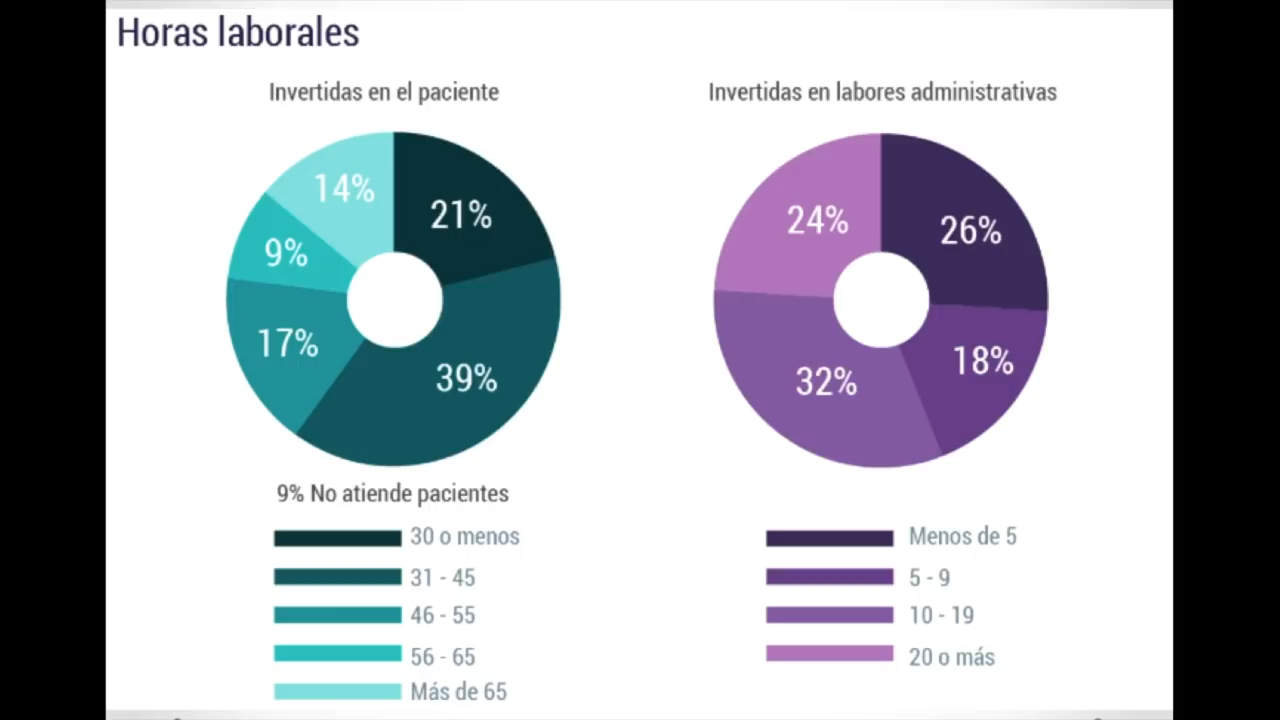 Horas laborales
Invertidas en el paciente
14%
21%
9%
17%
39%
9% No atiende pacientes
30 o menos
31 - 45
46 - 55
56 - 65
Más de 65
Invertidas en labores administrativas
24%
26%
18%
32%
Menos de 5
5 - 9
10 - 19
20 o más